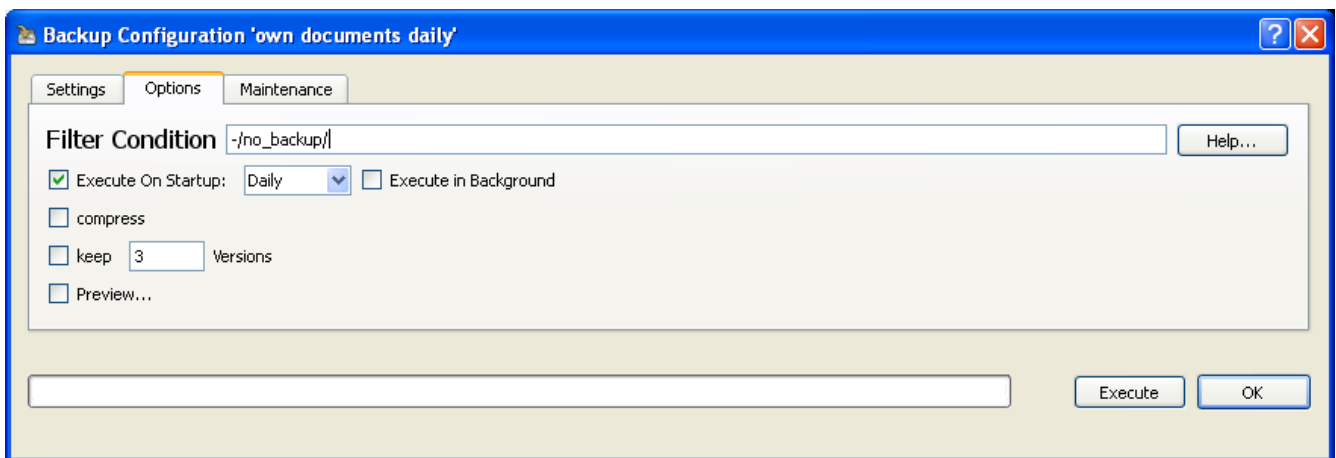 Backup Configuration 'own documents daily'
Settings Options Maintenance
Filter Condition -/no_backup/ Help...
Execute On Startup: Daily Execute in Background
compress
keep 3 Versions
Preview...
Execute OK